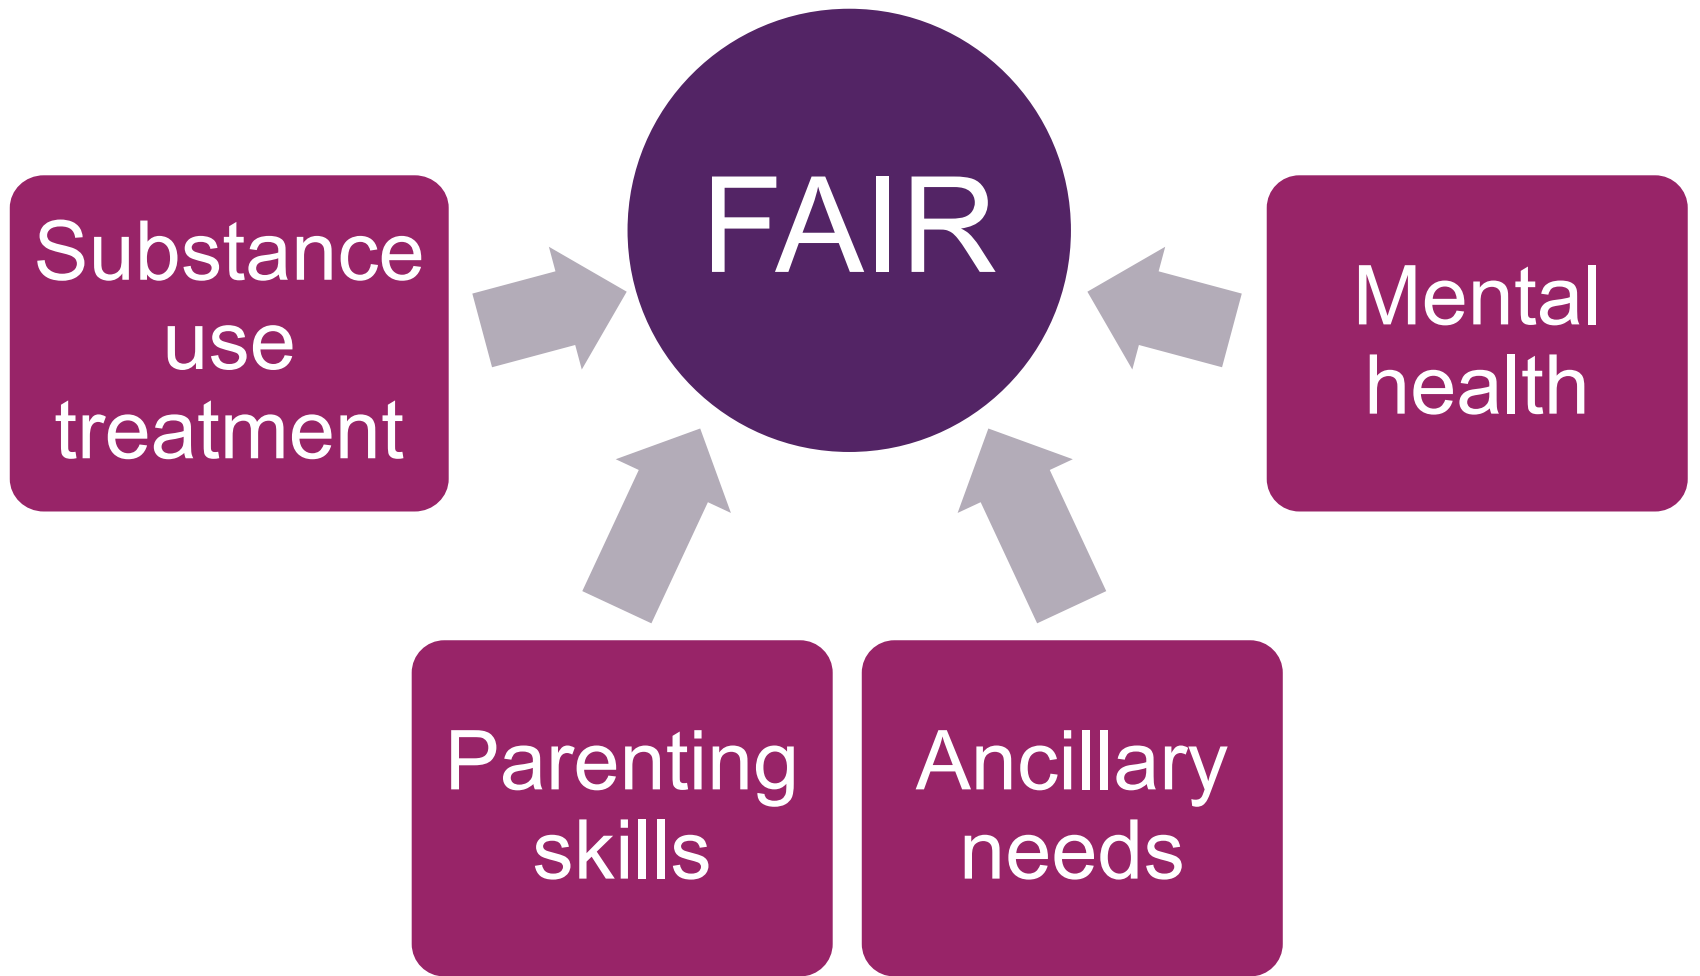 FAIR
Substance
use
treatment
Parenting
skills
Ancillary
needs
Mental
health